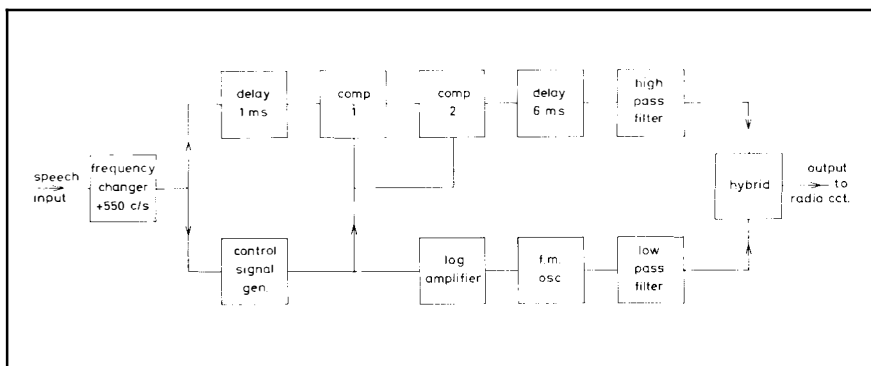 delay
1 ms
comp
1
comp
2
delay
6 ms
high
pass
filter
speech
input
frequency
changer
+550 c/s
hybrid
output
to
radio cct.
control
signal
gen.
log
amplifier
f.m.
osc
low
pass
filter